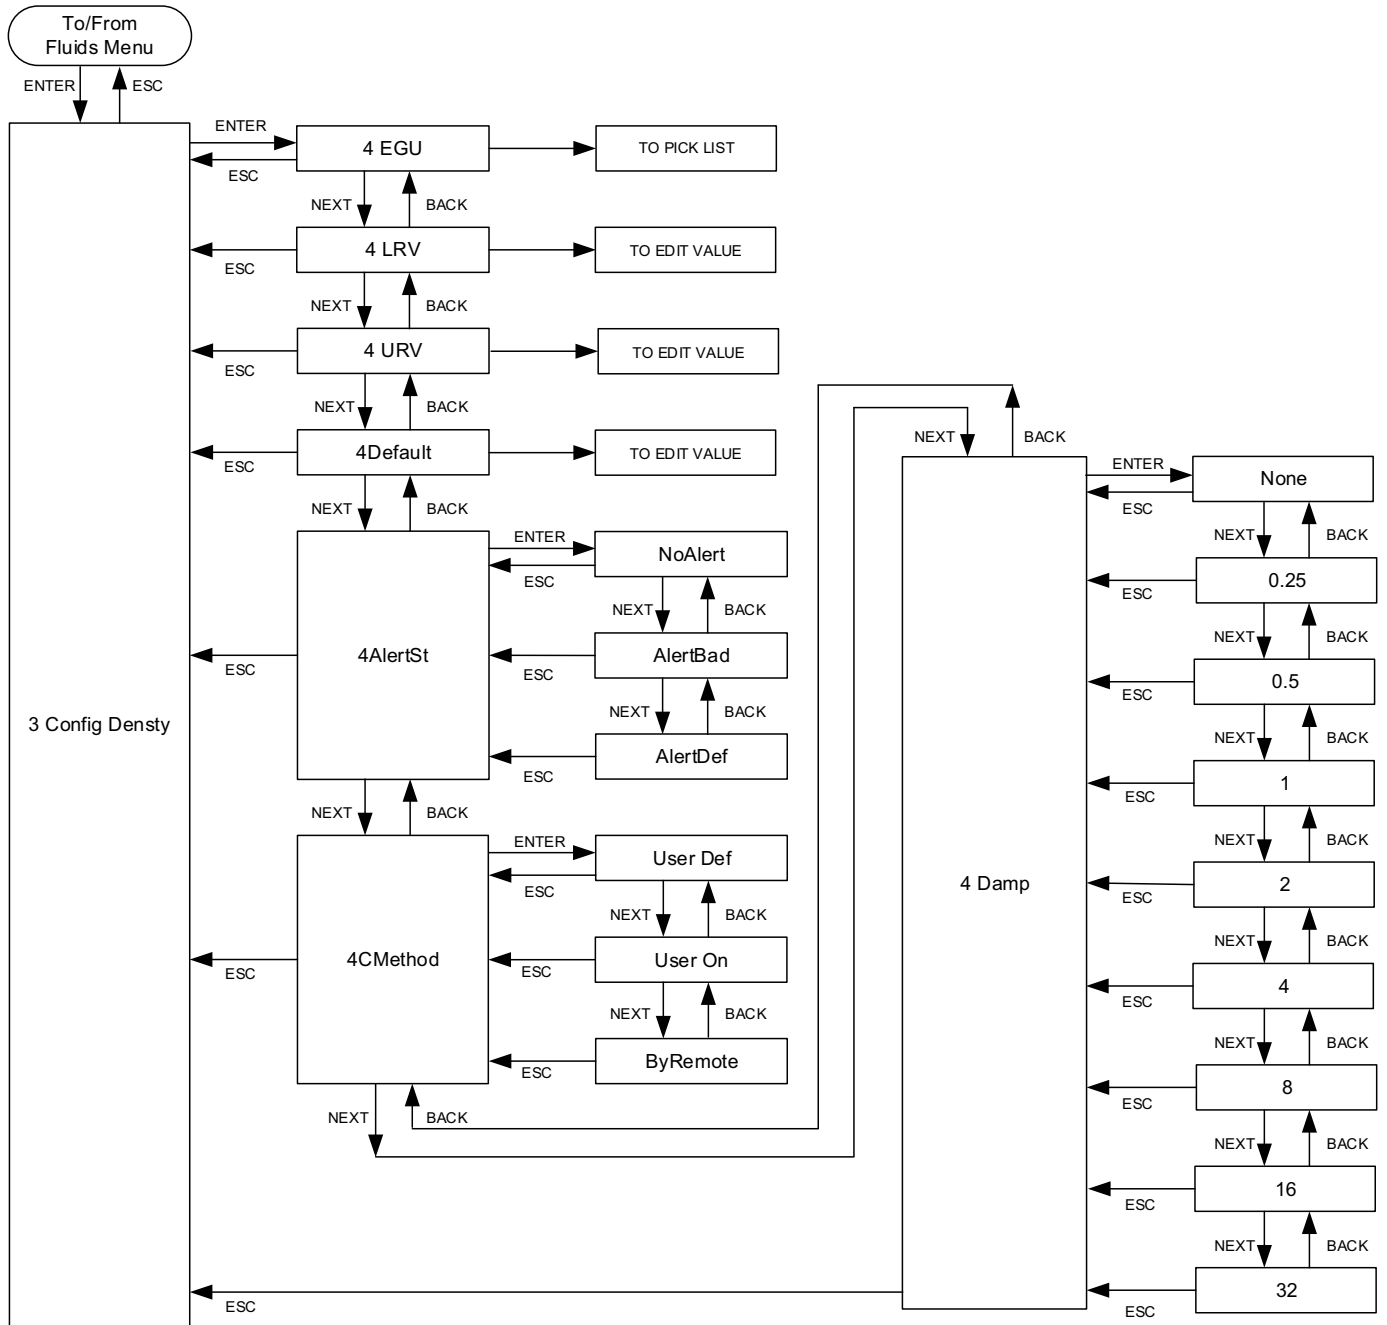 To/From
Fluids Menu
ENTER
ESC
3 Config Densty
ENTER
ESC
4 EGU
TO PICK LIST
NEXT
BACK
4 LRV
TO EDIT VALUE
ESC
NEXT
BACK
4 URV
TO EDIT VALUE
ESC
NEXT
BACK
4Default
TO EDIT VALUE
ESC
NEXT
BACK
4AlertSt
ESC
ENTER
ESC
NoAlert
NEXT
BACK
AlertBad
ESC
NEXT
BACK
AlertDef
ESC
NEXT
BACK
4CMethod
ESC
ENTER
ESC
User Def
NEXT
BACK
User On
ESC
NEXT
BACK
ByRemote
ESC
NEXT
BACK
NEXT
BACK
4 Damp
ESC
ENTER
ESC
None
NEXT
BACK
0.25
ESC
NEXT
BACK
0.5
ESC
NEXT
BACK
1
ESC
NEXT
BACK
2
ESC
NEXT
BACK
4
ESC
NEXT
BACK
8
ESC
NEXT
BACK
16
ESC
NEXT
BACK
32
ESC